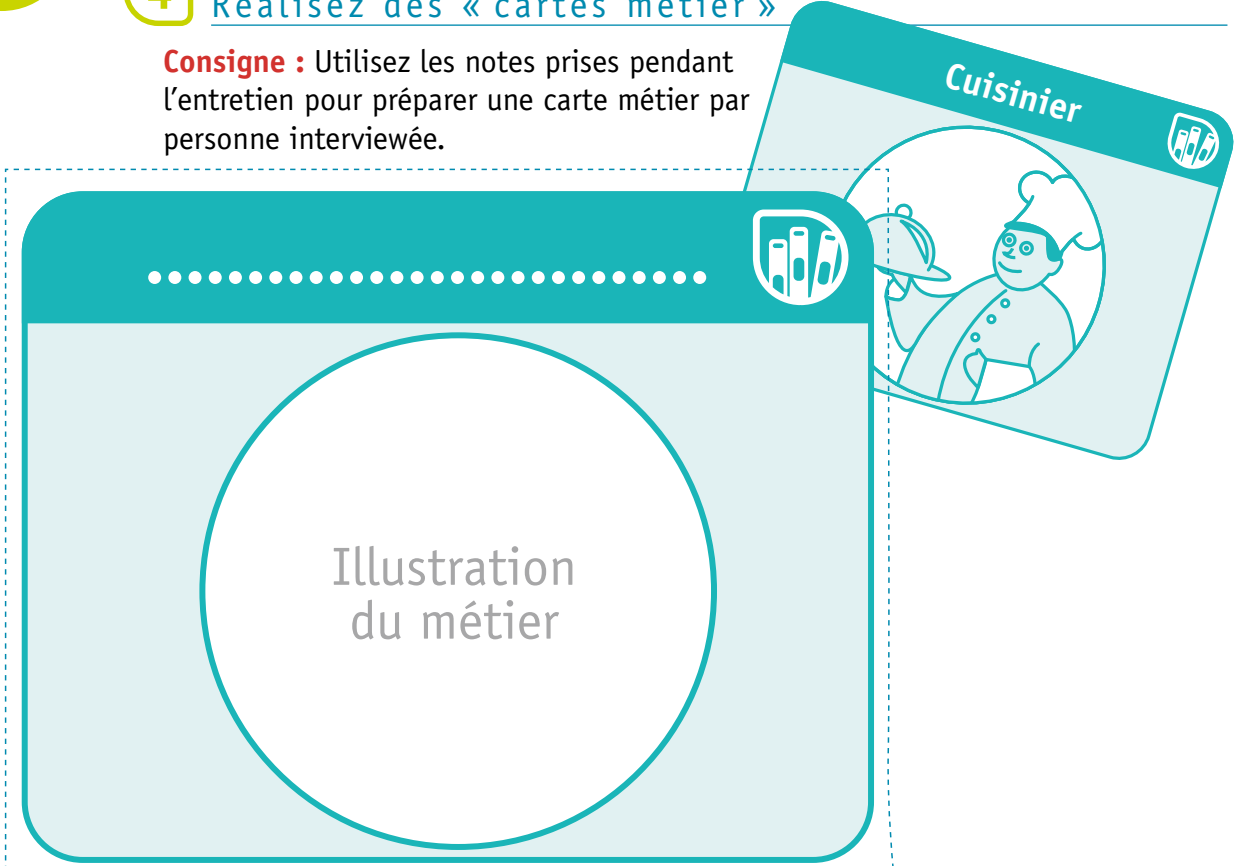 4 Réalisez des « cartes métier »
Consigne : Utilisez les notes prises pendant
l'entretien pour préparer une carte métier par
personne interviewée.
Cuisinier
Illustration
du métier